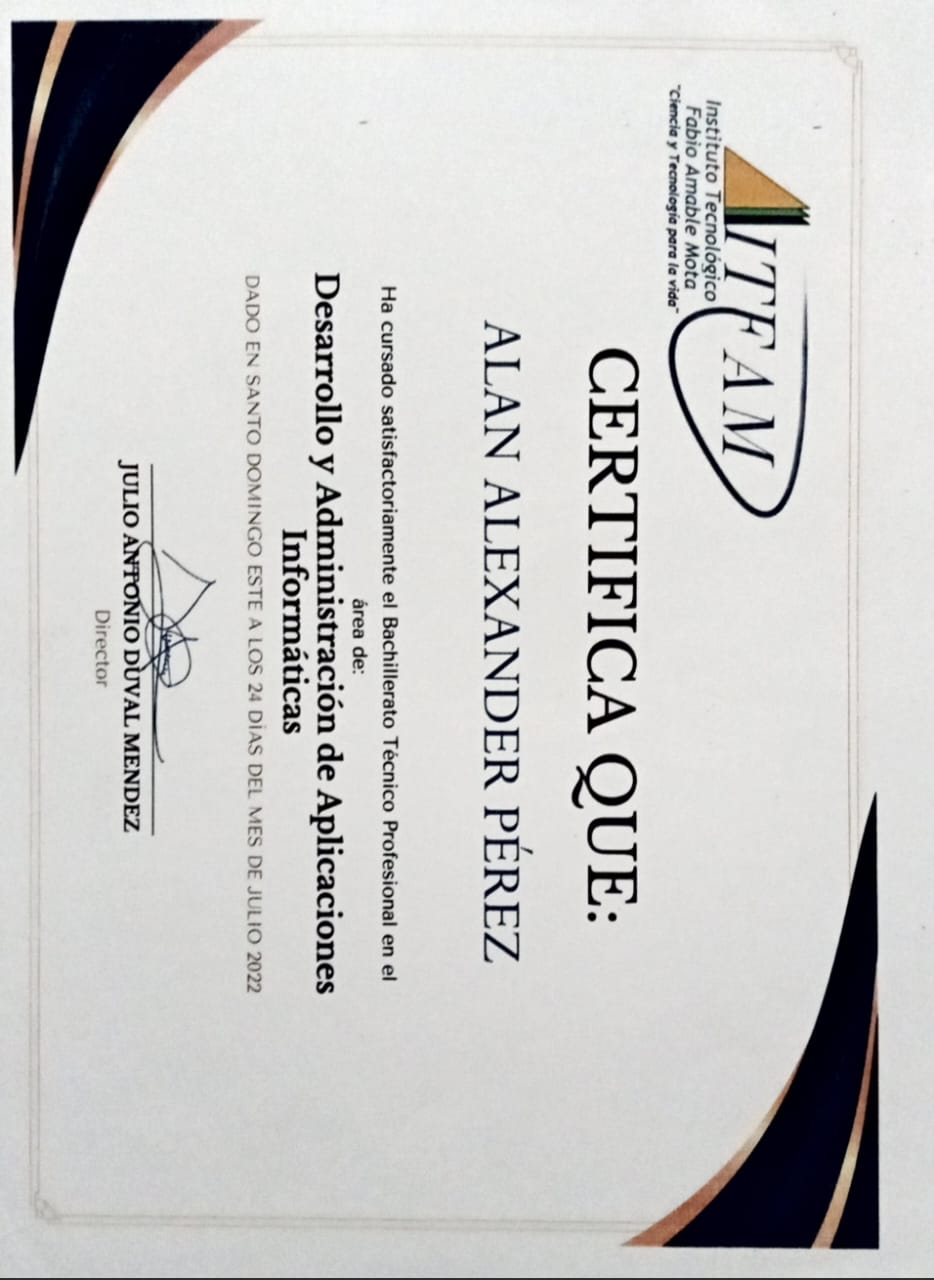 ITFAM
Instituto Tecnológico
Fabio Amable Mota
"Ciencia y Tecnología para la vida"
CERTIFICA QUE:
ALAN ALEXANDER PÉREZ
Ha cursado satisfactoriamente el Bachillerato Técnico Profesional en el
área de:
Desarrollo y Administración de Aplicaciones
Informáticas
DADO EN SANTO DOMINGO ESTE A LOS 24 DÌAS DEL MES DE JULIO 2022
JULIO ANTONIO DUVAL MENDEZ
Director